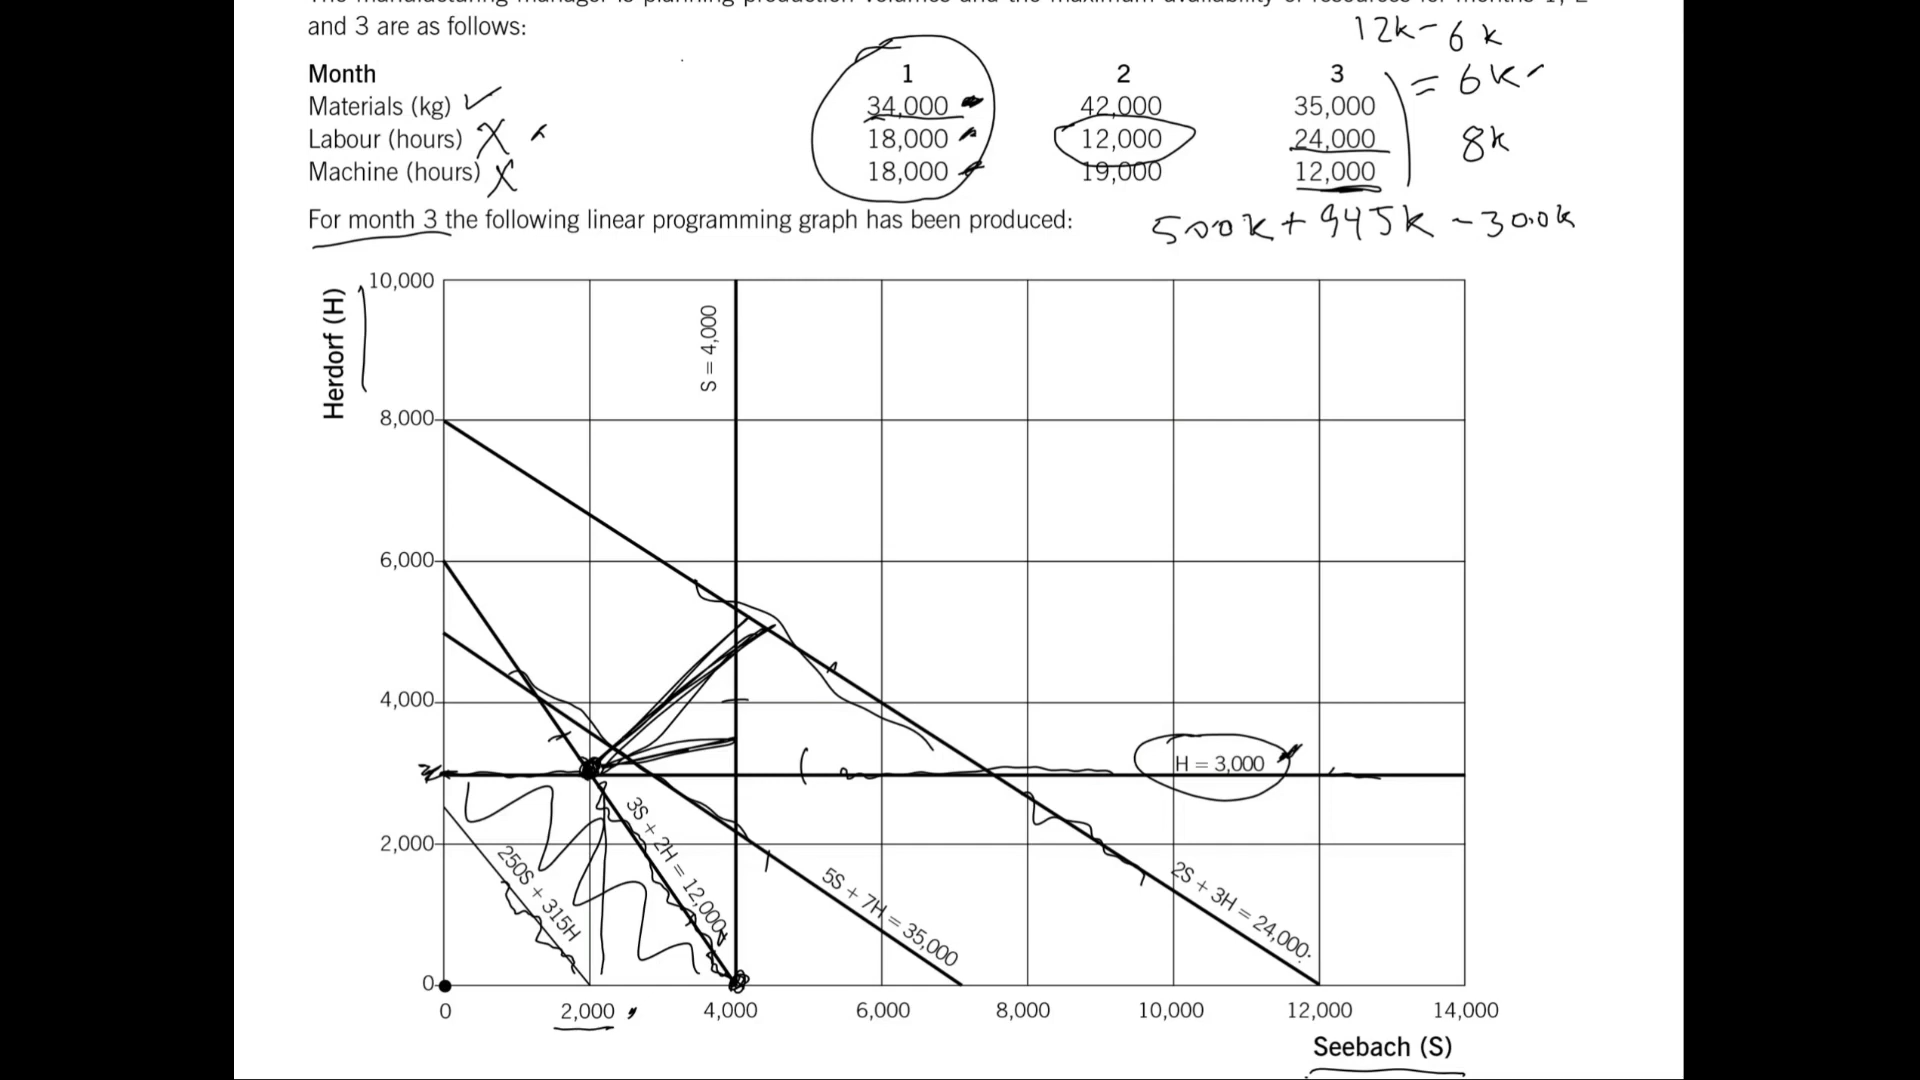 and 3 are as follows:
12k - 6k
Month 1 2 3
= 6k
Materials (kg) 34,000 42,000 35,000
Labour (hours) 18,000 12,000 24,000
8k
Machine (hours) 18,000 19,000 12,000
For month 3 the following linear programming graph has been produced:
500k + 945k - 300k
Herdorf (H)
10,000
8,000
6,000
4,000
2,000
0
S = 4,000
H = 3,000
250S + 315H
3S + 2H = 12,000
5S + 7H = 35,000
2S + 3H = 24,000
0 2,000 4,000 6,000 8,000 10,000 12,000 14,000
Seebach (S)